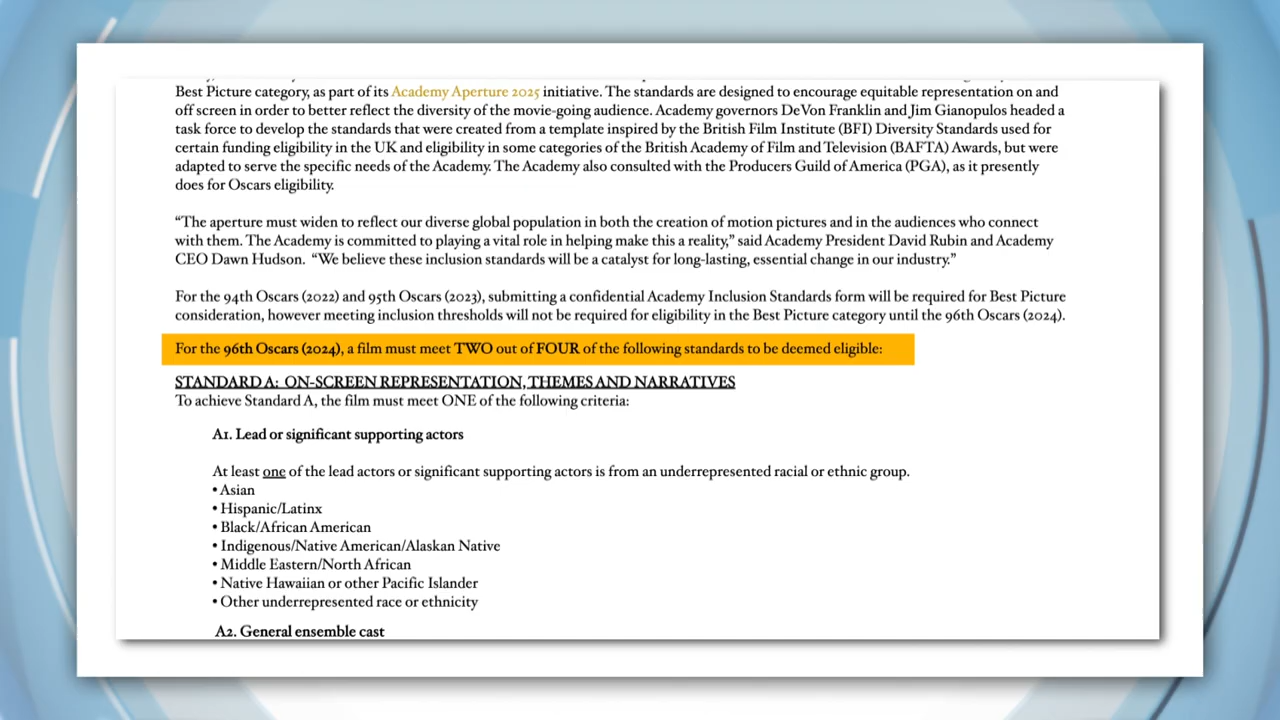 Best Picture category, as part of its Academy Aperture 2025 initiative. The standards are designed to encourage equitable representation on and
off screen in order to better reflect the diversity of the movie-going audience. Academy governors DeVon Franklin and Jim Gianopulos headed a
task force to develop the standards that were created from a template inspired by the British Film Institute (BFI) Diversity Standards used for
certain funding eligibility in the UK and eligibility in some categories of the British Academy of Film and Television (BAFTA) Awards, but were
adapted to serve the specific needs of the Academy. The Academy also consulted with the Producers Guild of America (PGA), as it presently
does for Oscars eligibility.
“The aperture must widen to reflect our diverse global population in both the creation of motion pictures and in the audiences who connect
with them. The Academy is committed to playing a vital role in helping make this a reality,” said Academy President David Rubin and Academy
CEO Dawn Hudson. “We believe these inclusion standards will be a catalyst for long-lasting, essential change in our industry.”
For the 94th Oscars (2022) and 95th Oscars (2023), submitting a confidential Academy Inclusion Standards form will be required for Best Picture
consideration, however meeting inclusion thresholds will not be required for eligibility in the Best Picture category until the 96th Oscars (2024).
For the 96th Oscars (2024), a film must meet TWO out of FOUR of the following standards to be deemed eligible:
STANDARD A: ON-SCREEN REPRESENTATION, THEMES AND NARRATIVES
To achieve Standard A, the film must meet ONE of the following criteria:
A1. Lead or significant supporting actors
At least one of the lead actors or significant supporting actors is from an underrepresented racial or ethnic group.
• Asian
• Hispanic/Latinx
• Black/African American
• Indigenous/Native American/Alaskan Native
• Middle Eastern/North African
• Native Hawaiian or other Pacific Islander
• Other underrepresented race or ethnicity
A2. General ensemble cast